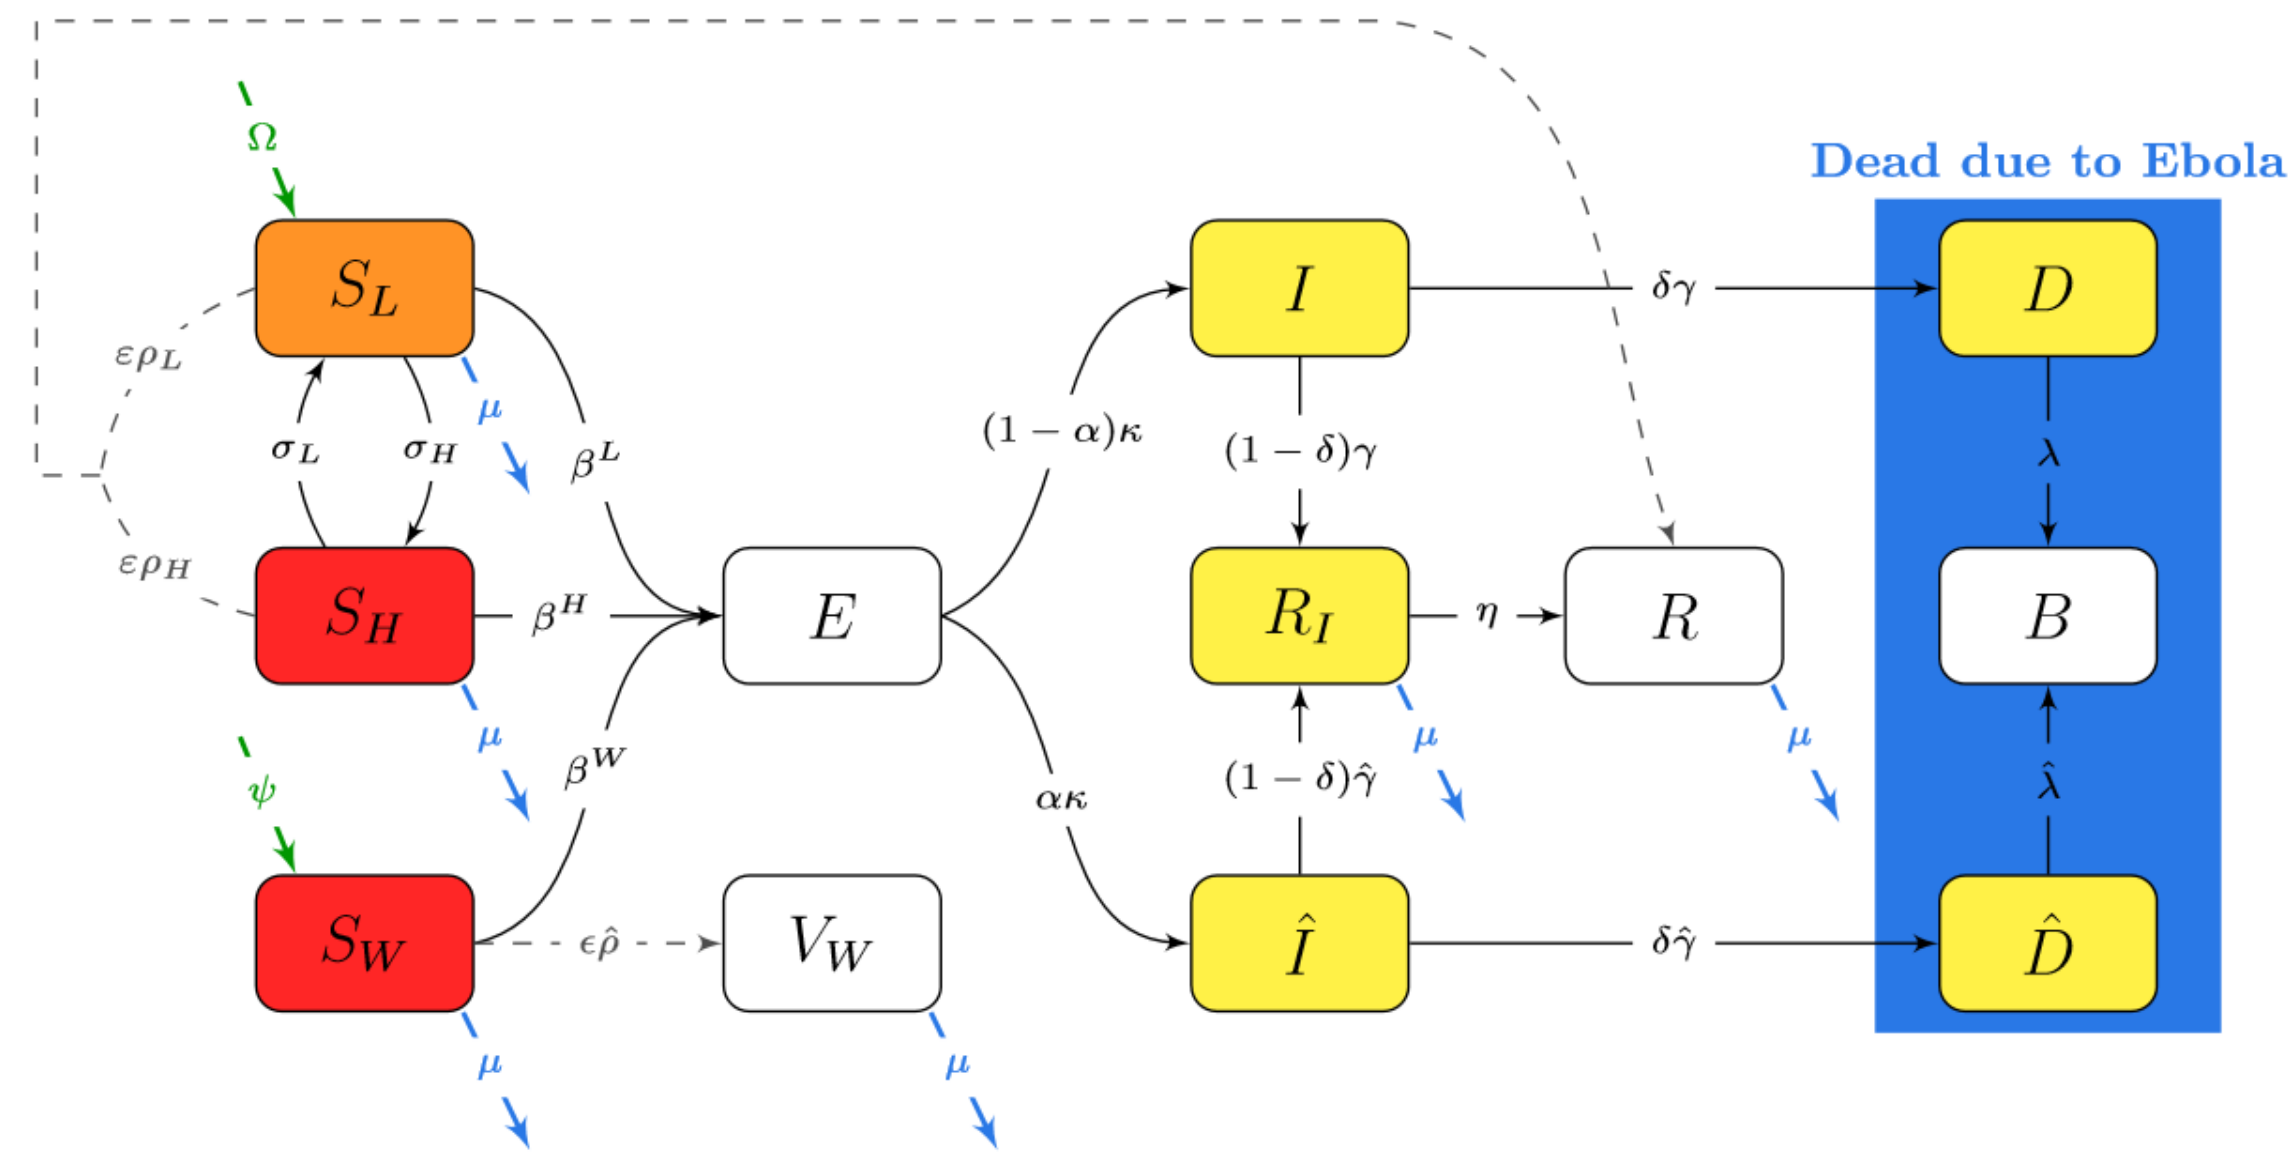 Ω
Dead due to Ebola
S_L
I
δγ
D
ερ_L
μ
σ_L
σ_H
β^L
(1 − α)κ
(1 − δ)γ
λ
ερ_H
S_H
β^H
E
R_I
η
R
B
μ
μ
μ
ψ
β^W
ακ
(1 − δ)γ̂
λ̂
S_W
ϵρ̂
V_W
Î
δγ̂
D̂
μ
μ